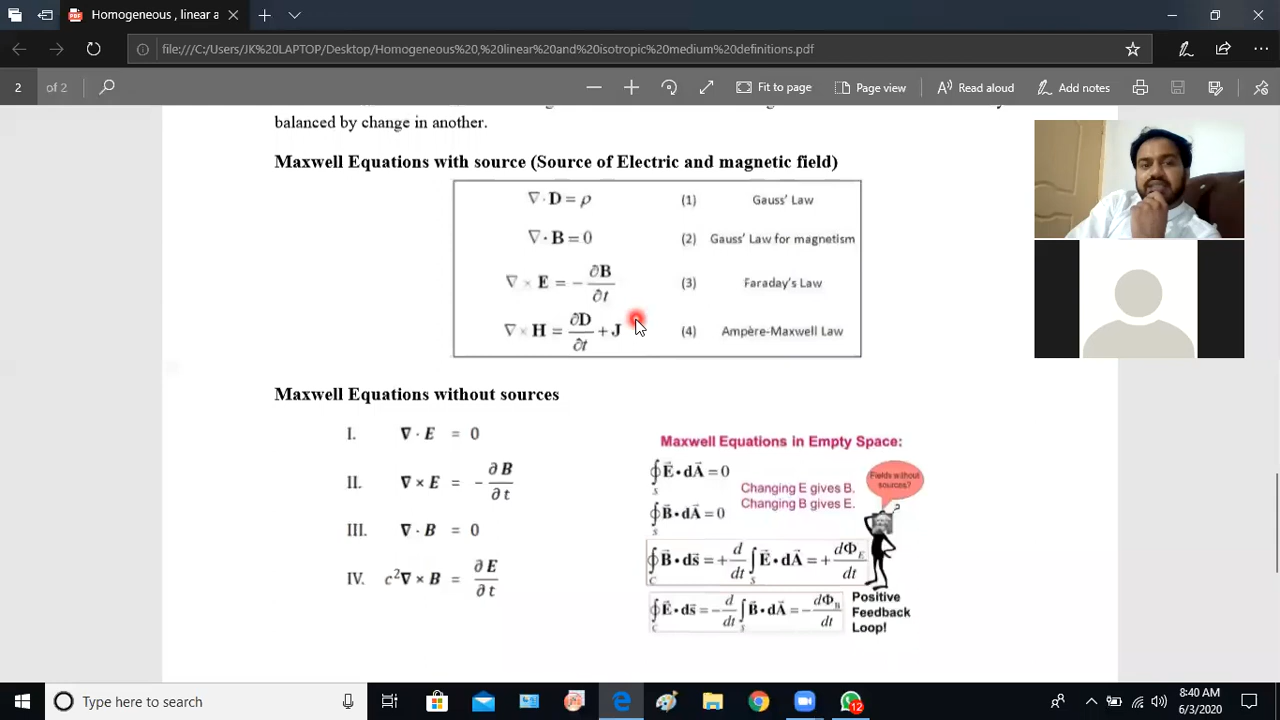 Homogeneous, linear a
file:///C:/Users/JK%20LAPTOP/Desktop/Homogeneous%20,%20linear%20and%20isotropic%20medium%20definitions.pdf
2 of 2
Fit to page
Page view
Read aloud
Add notes
balanced by change in another.
Maxwell Equations with source (Source of Electric and magnetic field)
∇ · D = ρ (1) Gauss' Law
∇ · B = 0 (2) Gauss' Law for magnetism
∇ × E = − ∂B/∂t (3) Faraday's Law
∇ × H = ∂D/∂t + J (4) Ampère-Maxwell Law
Maxwell Equations without sources
I. ∇ · E = 0
II. ∇ × E = − ∂B/∂t
III. ∇ · B = 0
IV. c²∇ × B = ∂E/∂t
Maxwell Equations in Empty Space:
∮S E⃗ • dA⃗ = 0
∮S B⃗ • dA⃗ = 0
Changing E gives B.
Changing B gives E.
Fields without
sources?
∮C B⃗ • ds⃗ = + d/dt ∫S E⃗ • dA⃗ = + dΦE/dt
∮C E⃗ • ds⃗ = − d/dt ∫S B⃗ • dA⃗ = − dΦB/dt
Positive
Feedback
Loop!
Type here to search
12
8:40 AM
6/3/2020